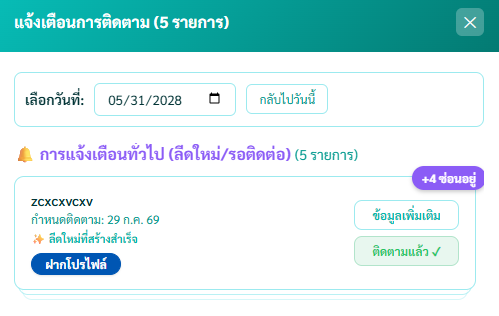 แจ้งเตือนการติดตาม (5 รายการ)
เลือกวันที่: 05/31/2028 กลับไปวันนี้
🔔 การแจ้งเตือนทั่วไป (ลีดใหม่/รอติดต่อ) (5 รายการ)
+4 ซ่อนอยู่
zcxcxvcxv
กำหนดติดตาม: 29 ก.ค. 69
✨ ลีดใหม่ที่สร้างสำเร็จ
ฝากโปรไฟล์
ข้อมูลเพิ่มเติม
ติดตามแล้ว ✓